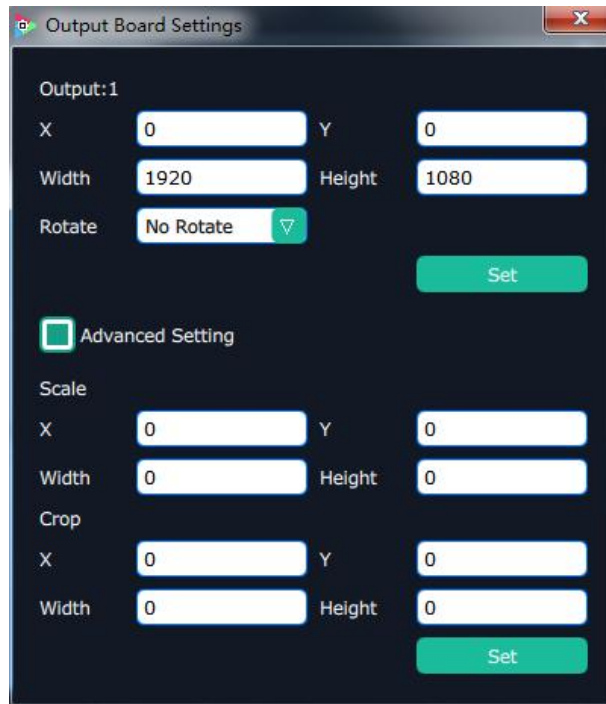 Output Board Settings
Output:1
X 0 Y 0
Width 1920 Height 1080
Rotate No Rotate
Set
Advanced Setting
Scale
X 0 Y 0
Width 0 Height 0
Crop
X 0 Y 0
Width 0 Height 0
Set